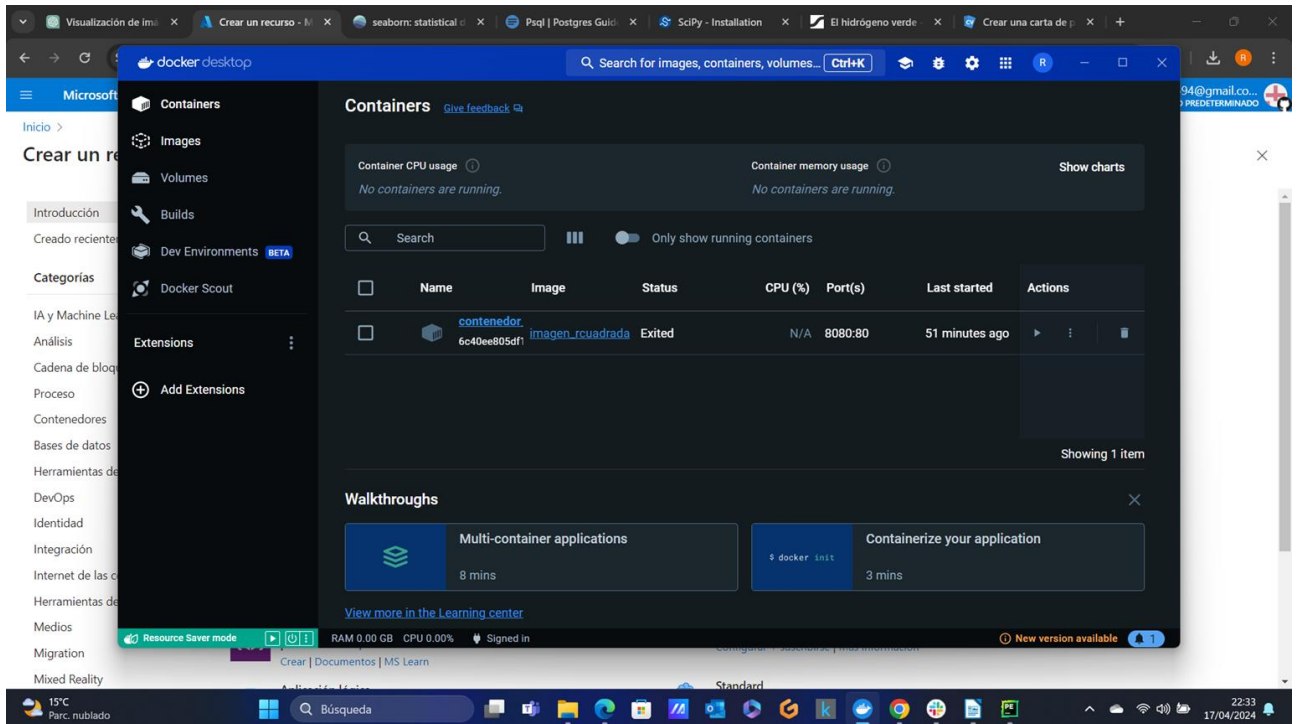 Visualización de imá
Crear un recurso - M
seaborn: statistical d
Psql | Postgres Guid
SciPy - Installation
El hidrógeno verde
Crear una carta de p
docker desktop
Search for images, containers, volumes... Ctrl+K
R
R
Microsoft
94@gmail.co...
PREDETERMINADO
Inicio >
Crear un re
Introducción
Creado reciente
Categorías
IA y Machine Le
Análisis
Cadena de bloq
Proceso
Contenedores
Bases de datos
Herramientas de
DevOps
Identidad
Integración
Internet de las c
Herramientas de
Medios
Migration
Mixed Reality
Containers
Images
Volumes
Builds
Dev Environments BETA
Docker Scout
Extensions
Add Extensions
Containers Give feedback
Container CPU usage
No containers are running.
Container memory usage
No containers are running.
Show charts
Search
Only show running containers
Name Image Status CPU (%) Port(s) Last started Actions
contenedor_ imagen_rcuadrada Exited N/A 8080:80 51 minutes ago
6c40ee805df1
Showing 1 item
Walkthroughs
Multi-container applications
8 mins
$ docker init
Containerize your application
3 mins
View more in the Learning center
Resource Saver mode
RAM 0.00 GB CPU 0.00% Signed in
New version available 1
Crear | Documentos | MS Learn
Standard
15°C
Parc. nublado
Búsqueda
22:33
17/04/2024